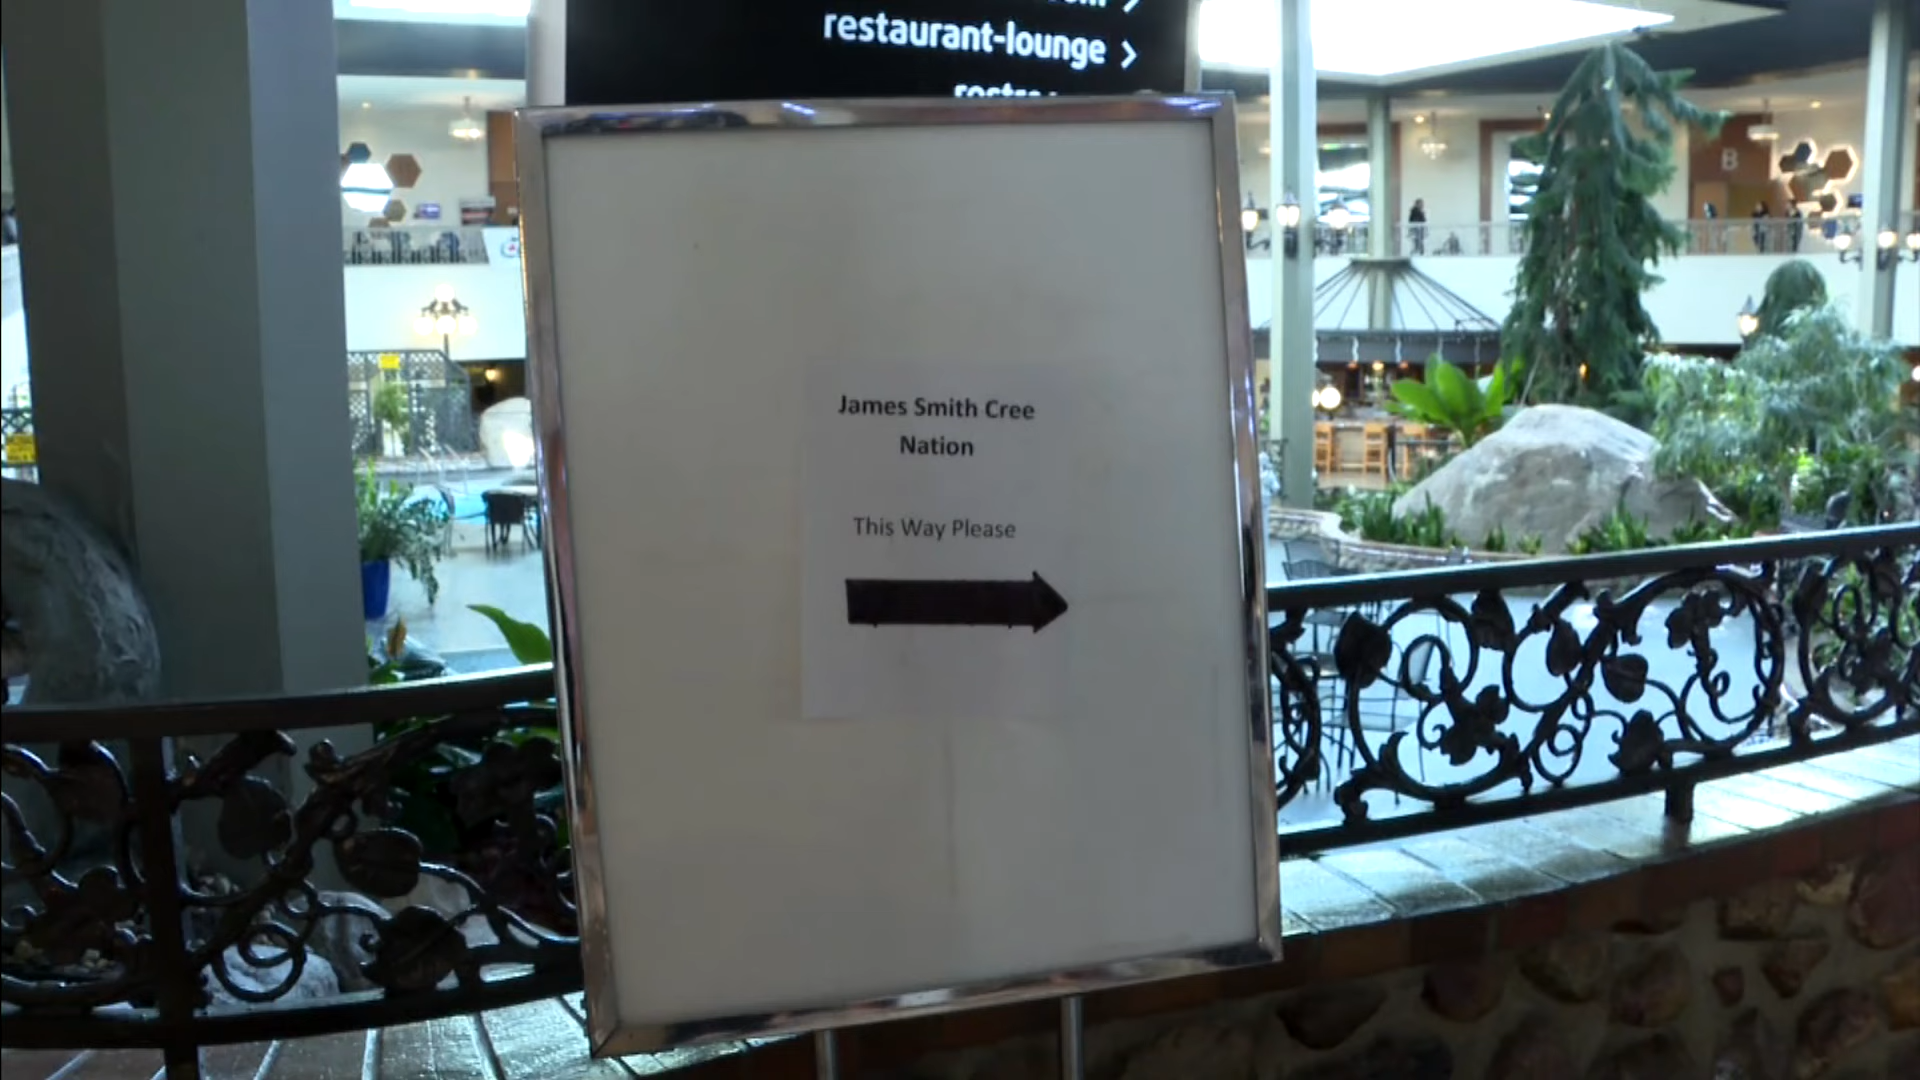 restaurant-lounge
James Smith Cree
Nation
This Way Please
B